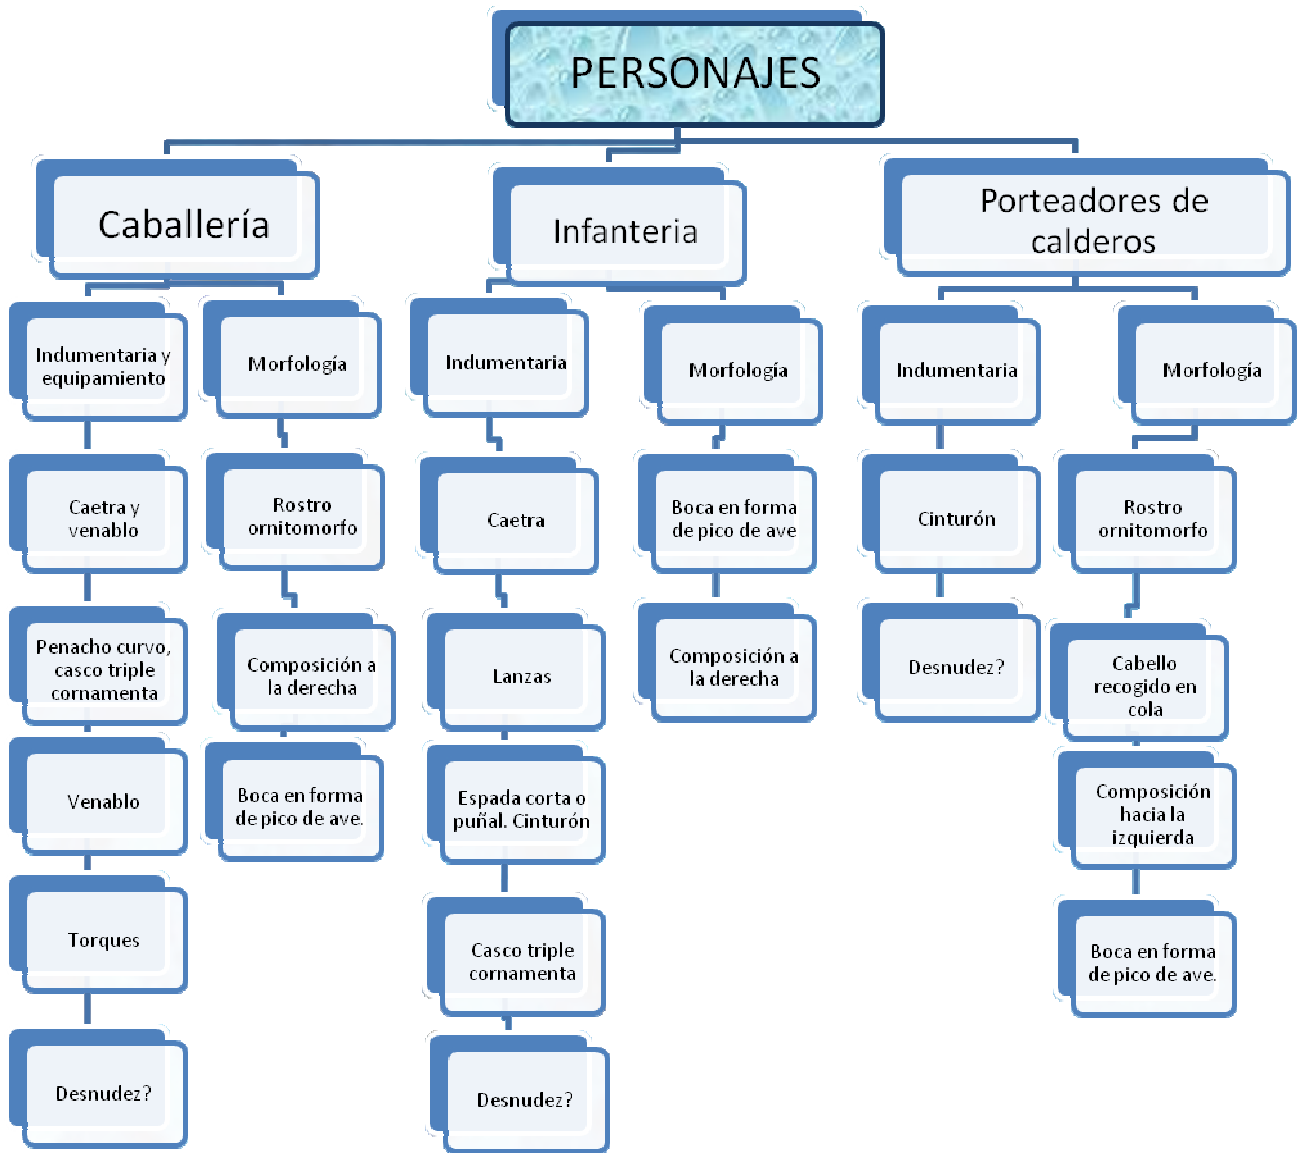 PERSONAJES
Caballería
Infanteria
Porteadores de
calderos
Indumentaria y
equipamiento
Morfología
Indumentaria
Morfología
Indumentaria
Morfología
Caetra y
venablo
Rostro
ornitomorfo
Caetra
Boca en forma
de pico de ave
Cinturón
Rostro
ornitomorfo
Penacho curvo,
casco triple
cornamenta
Composición a
la derecha
Lanzas
Composición a
la derecha
Desnudez?
Cabello
recogido en
cola
Venablo
Boca en forma
de pico de ave.
Espada corta o
puñal. Cinturón
Composición
hacia la
izquierda
Torques
Casco triple
cornamenta
Boca en forma
de pico de ave.
Desnudez?
Desnudez?